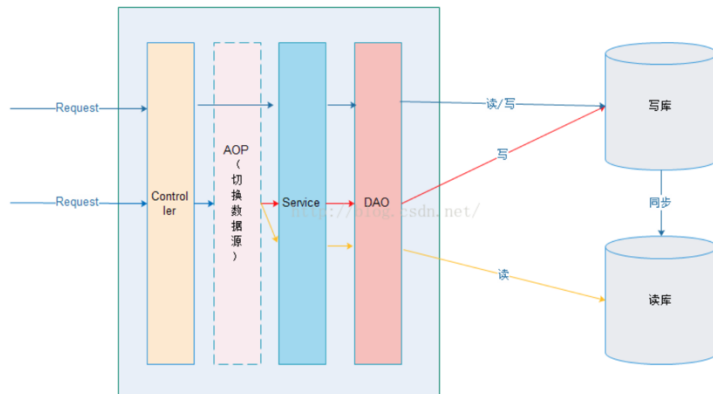 Request
读/写
写库
AOP
（
切
换
数
据
源
）
写
Request
Control
ler
Service
DAO
同步
http://blog.csdn.net/
读
读库